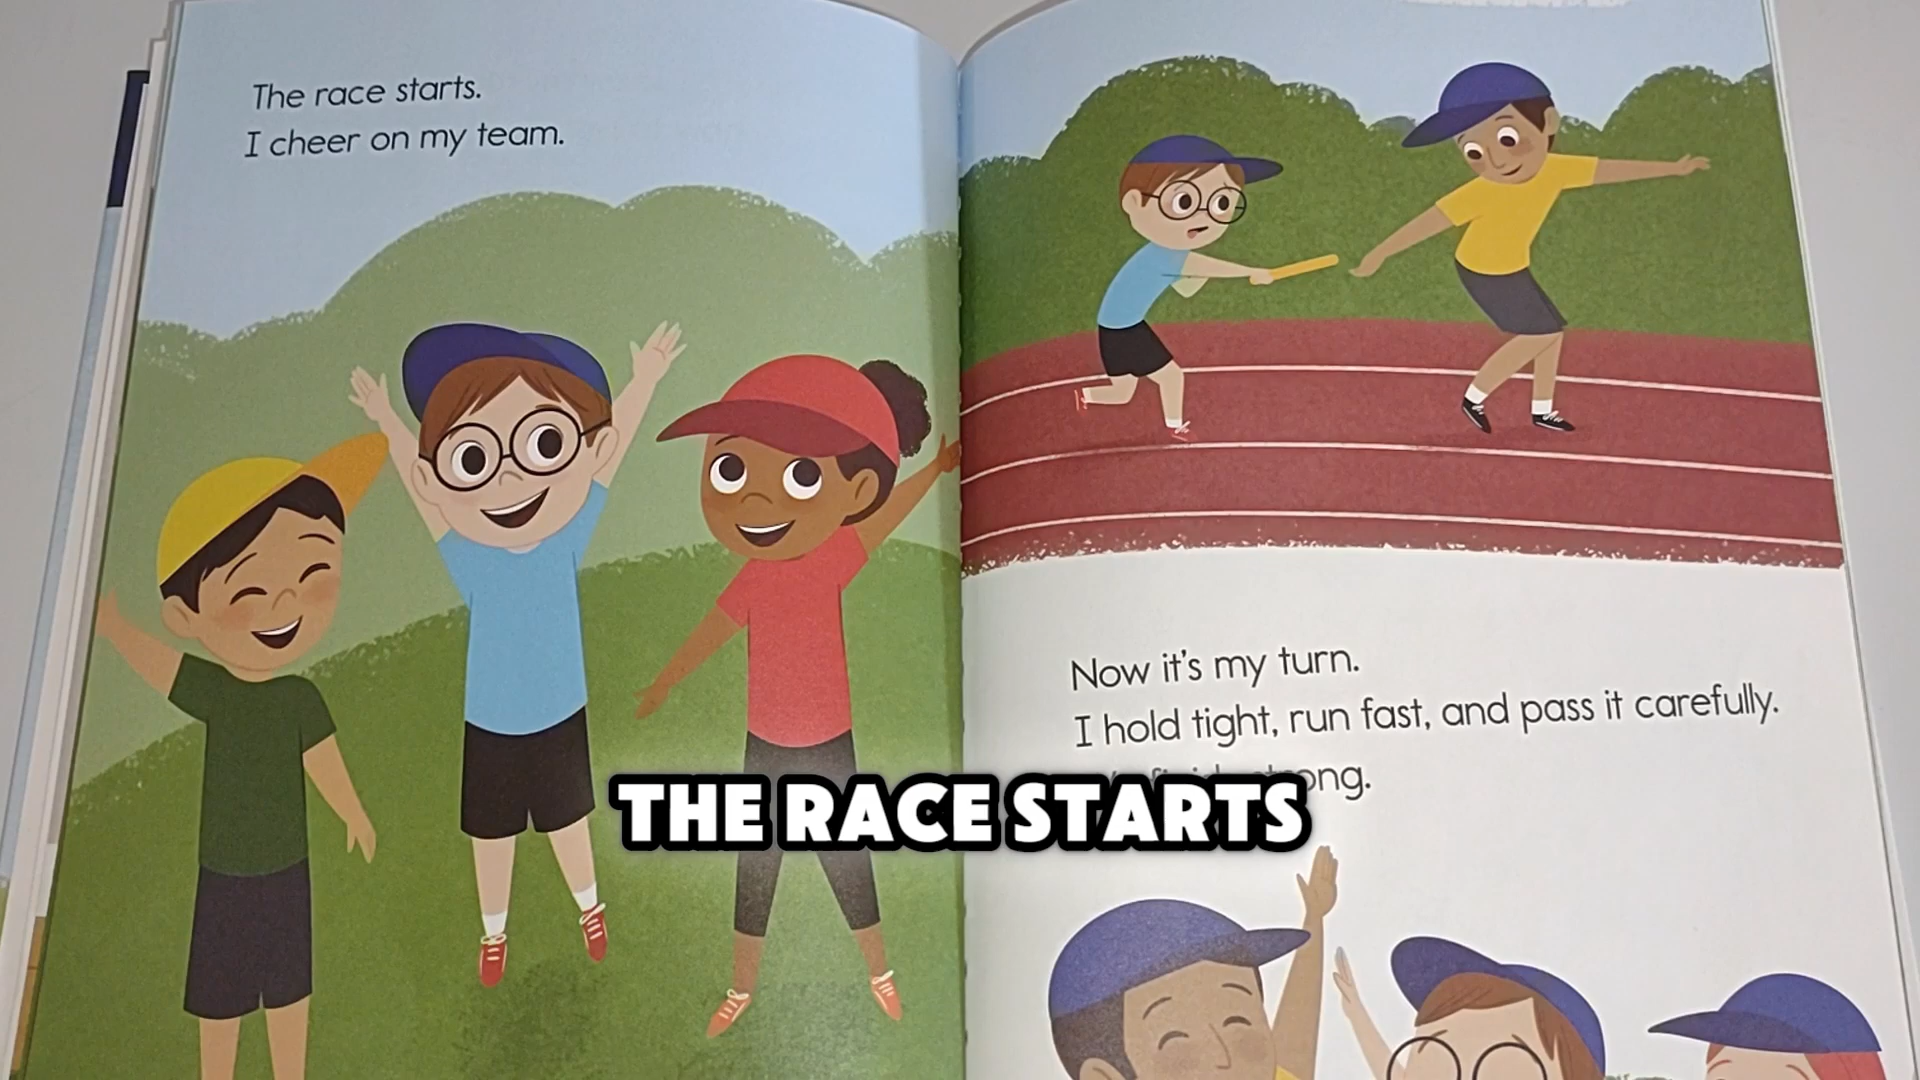 The race starts.
I cheer on my team.
Now it's my turn.
I hold tight, run fast, and pass it carefully.
THE RACE STARTS